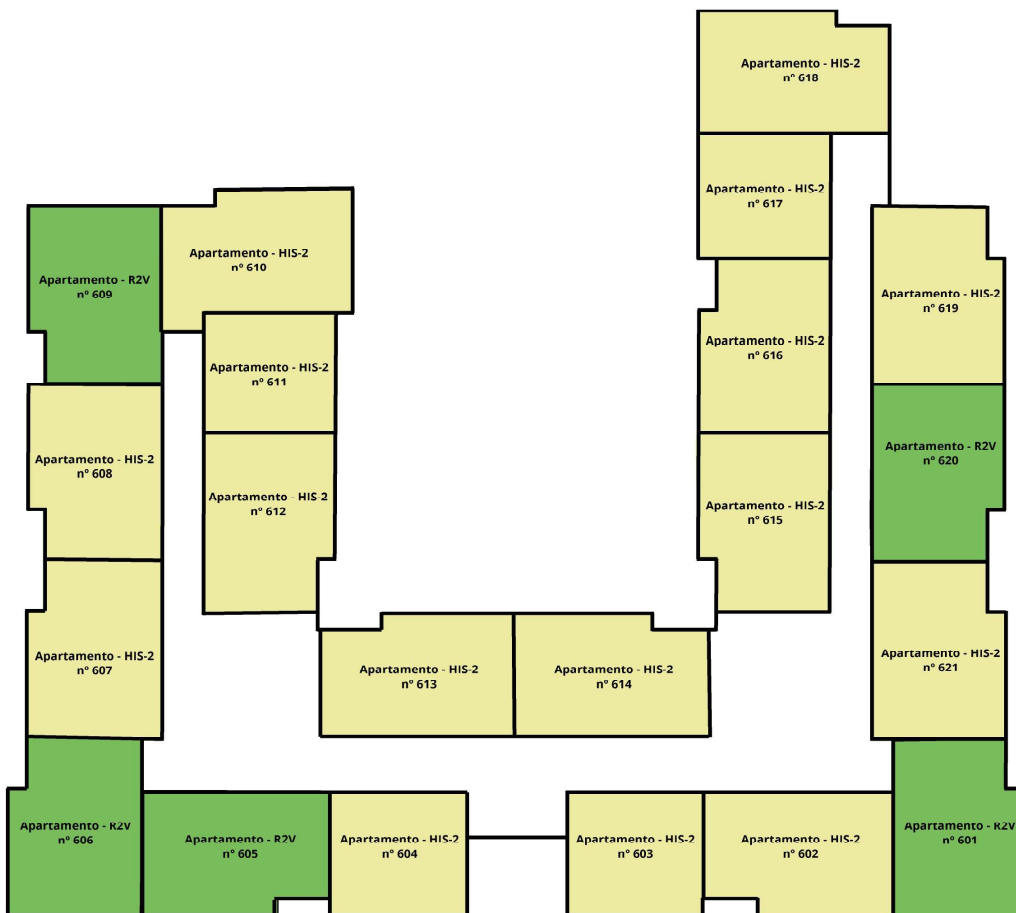 Apartamento - HIS-2
nº 618
Apartamento - HIS-2
nº 617
Apartamento - HIS-2
nº 610
Apartamento - R2V
nº 609
Apartamento - HIS-2
nº 619
Apartamento - HIS-2
nº 616
Apartamento - HIS-2
nº 611
Apartamento - R2V
nº 620
Apartamento - HIS-2
nº 608
Apartamento - HIS-2
nº 612
Apartamento - HIS-2
nº 615
Apartamento - HIS-2
nº 607
Apartamento - HIS-2
nº 613
Apartamento - HIS-2
nº 614
Apartamento - HIS-2
nº 621
Apartamento - R2V
nº 606
Apartamento - R2V
nº 605
Apartamento - HIS-2
nº 604
Apartamento - HIS-2
nº 603
Apartamento - HIS-2
nº 602
Apartamento - R2V
nº 601